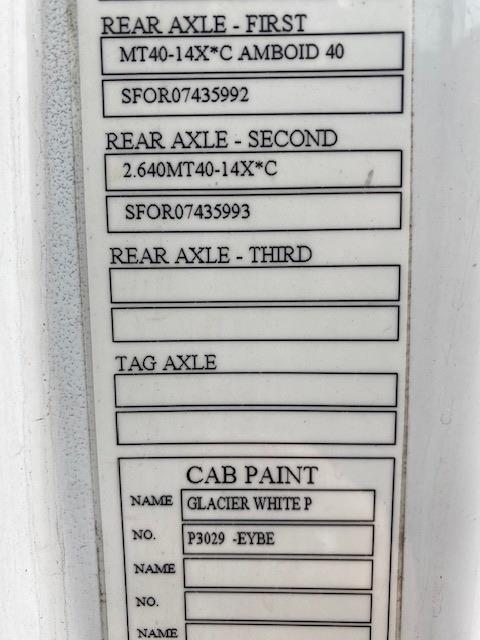 REAR AXLE - FIRST
MT40-14X*C AMBOID 40
SFOR07435992
REAR AXLE - SECOND
2.640MT40-14X*C
SFOR07435993
REAR AXLE - THIRD
TAG AXLE
CAB PAINT
NAME GLACIER WHITE P
NO. P3029 -EYBE
NAME
NO.
NAME